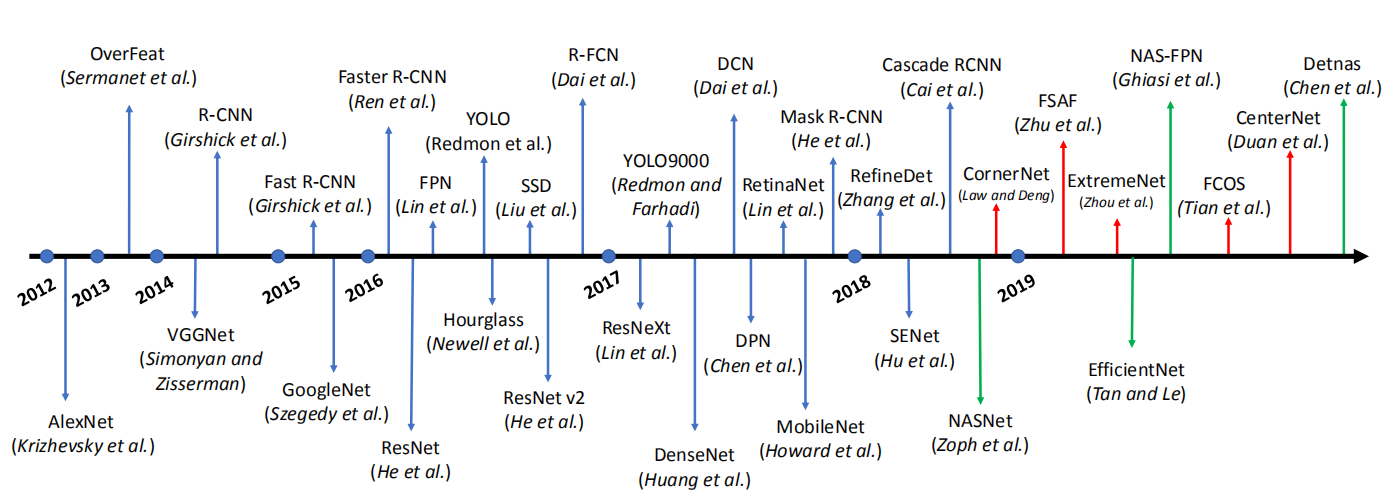 OverFeat
(Sermanet et al.)
R-CNN
(Girshick et al.)
Fast R-CNN
(Girshick et al.)
Faster R-CNN
(Ren et al.)
FPN
(Lin et al.)
YOLO
(Redmon et al.)
SSD
(Liu et al.)
R-FCN
(Dai et al.)
YOLO9000
(Redmon and
Farhadi)
DCN
(Dai et al.)
RetinaNet
(Lin et al.)
Mask R-CNN
(He et al.)
RefineDet
(Zhang et al.)
Cascade RCNN
(Cai et al.)
CornerNet
(Law and Deng)
FSAF
(Zhu et al.)
ExtremeNet
(Zhou et al.)
NAS-FPN
(Ghiasi et al.)
FCOS
(Tian et al.)
CenterNet
(Duan et al.)
Detnas
(Chen et al.)
2012
2013
2014
2015
2016
2017
2018
2019
AlexNet
(Krizhevsky et al.)
VGGNet
(Simonyan and
Zisserman)
GoogleNet
(Szegedy et al.)
ResNet
(He et al.)
Hourglass
(Newell et al.)
ResNet v2
(He et al.)
ResNeXt
(Lin et al.)
DenseNet
(Huang et al.)
DPN
(Chen et al.)
MobileNet
(Howard et al.)
SENet
(Hu et al.)
NASNet
(Zoph et al.)
EfficientNet
(Tan and Le)